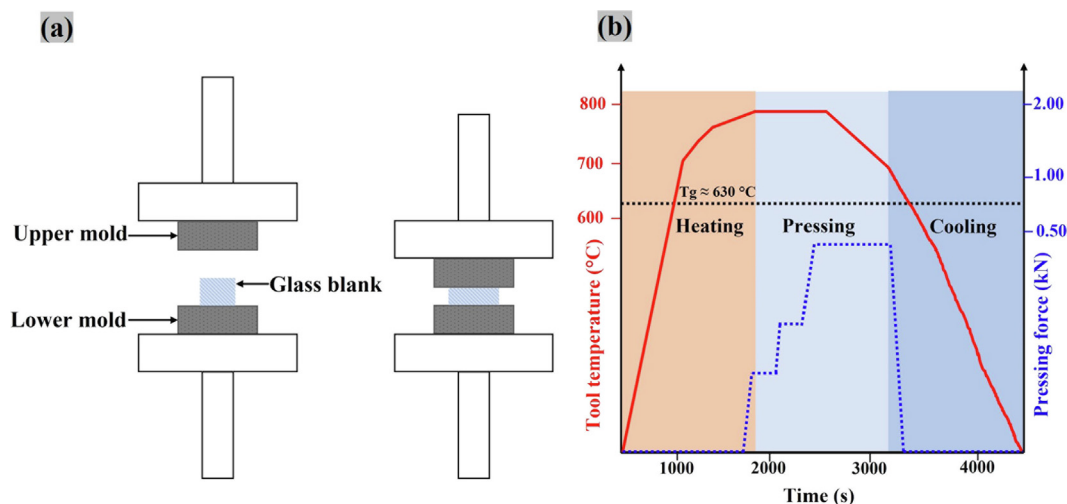 (a)
Upper mold
Glass blank
Lower mold
(b)
Tool temperature (°C)
800
700
600
Tg ≈ 630 °C
Heating
Pressing
Cooling
2.00
1.00
0.50
Pressing force (kN)
1000
2000
3000
4000
Time (s)